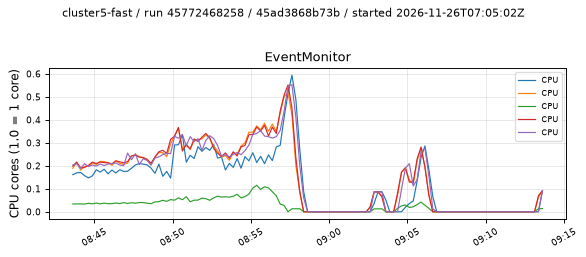 cluster5-fast / run 45772468258 / 45ad3868b73b / started 2026-11-26T07:05:02Z
EventMonitor
CPU cores (1.0 = 1 core)
0.6
0.5
0.4
0.3
0.2
0.1
0.0
08:45
08:50
08:55
09:00
09:05
09:10
09:15
CPU
CPU
CPU
CPU
CPU